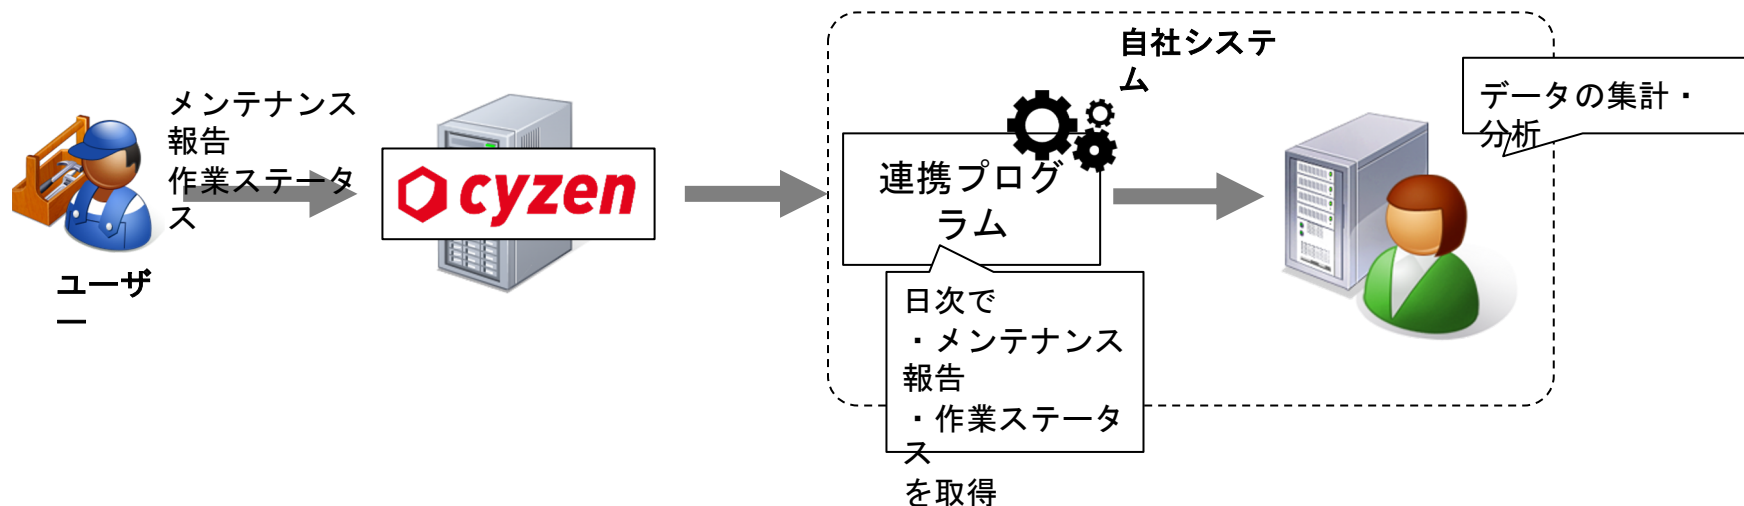 メンテナンス
報告
作業ステータ
ス
ユーザ
ー
cyzen
自社システ
ム
連携プログ
ラム
日次で
・メンテナンス
報告
・作業ステータ
ス
を取得
データの集計・
分析